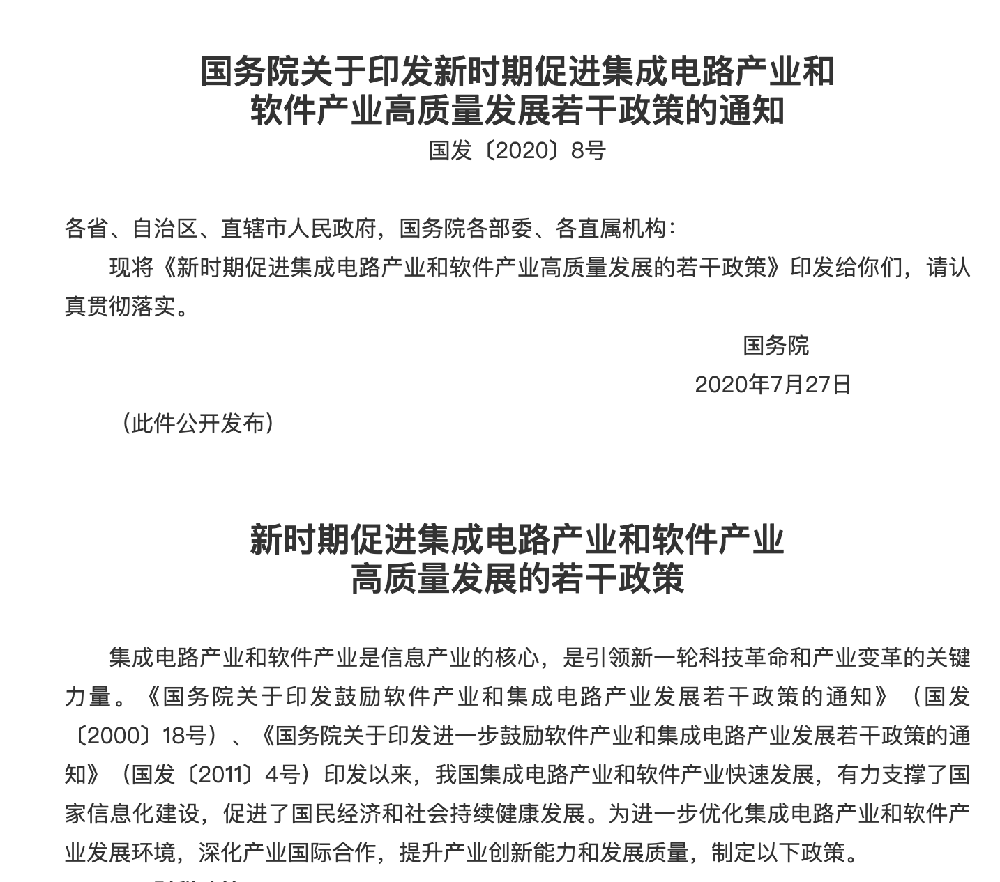 国务院关于印发新时期促进集成电路产业和
软件产业高质量发展若干政策的通知
国发〔2020〕8号
各省、自治区、直辖市人民政府，国务院各部委、各直属机构：
现将《新时期促进集成电路产业和软件产业高质量发展的若干政策》印发给你们，请认
真贯彻落实。
国务院
2020年7月27日
（此件公开发布）
新时期促进集成电路产业和软件产业
高质量发展的若干政策
集成电路产业和软件产业是信息产业的核心，是引领新一轮科技革命和产业变革的关键
力量。《国务院关于印发鼓励软件产业和集成电路产业发展若干政策的通知》（国发
〔2000〕18号）、《国务院关于印发进一步鼓励软件产业和集成电路产业发展若干政策的通
知》（国发〔2011〕4号）印发以来，我国集成电路产业和软件产业快速发展，有力支撑了国
家信息化建设，促进了国民经济和社会持续健康发展。为进一步优化集成电路产业和软件产
业发展环境，深化产业国际合作，提升产业创新能力和发展质量，制定以下政策。